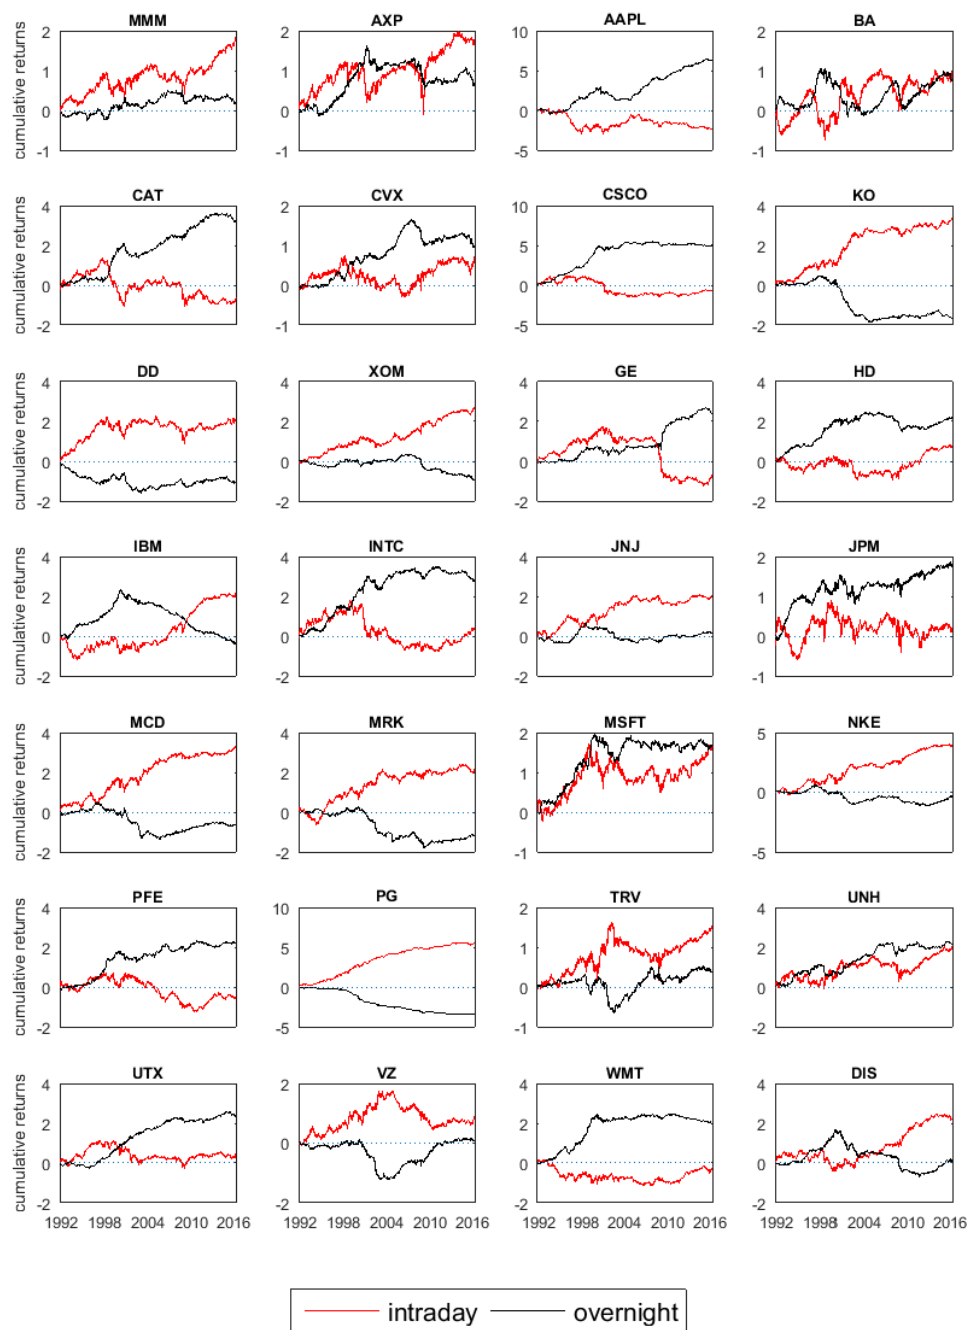 MMM AXP AAPL BA
cumulative returns
2 2 10 2
1 1 5 1
0 0 0 0
-1 -1 -5 -1
CAT CVX CSCO KO
cumulative returns
4 2 10 4
2 1 5 2
0 0 0 0
-2 -1 -5 -2
DD XOM GE HD
cumulative returns
4 4 4 4
2 2 2 2
0 0 0 0
-2 -2 -2 -2
IBM INTC JNJ JPM
cumulative returns
4 4 4 2
2 2 2 1
0 0 0 0
-2 -2 -2 -1
MCD MRK MSFT NKE
cumulative returns
4 4 2 5
2 2 1 0
0 0 0 -5
-2 -2 -1
PFE PG TRV UNH
cumulative returns
4 10 2 4
2 5 1 2
0 0 0 0
-2 -5 -1 -2
UTX VZ WMT DIS
cumulative returns
4 2 4 4
2 0 2 2
0 -2 0 0
-2 -2 -2
1992 1998 2004 2010 2016 1992 1998 2004 2010 2016 1992 1998 2004 2010 2016 1992 1998 2004 2010 2016
intraday overnight